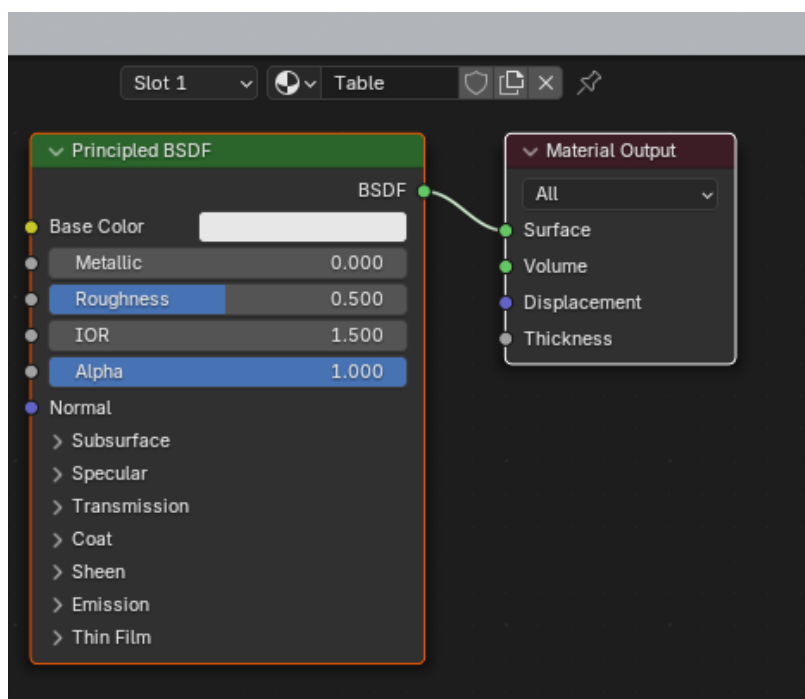 Slot 1
Table
Principled BSDF
BSDF
Base Color
Metallic 0.000
Roughness 0.500
IOR 1.500
Alpha 1.000
Normal
Subsurface
Specular
Transmission
Coat
Sheen
Emission
Thin Film
Material Output
All
Surface
Volume
Displacement
Thickness